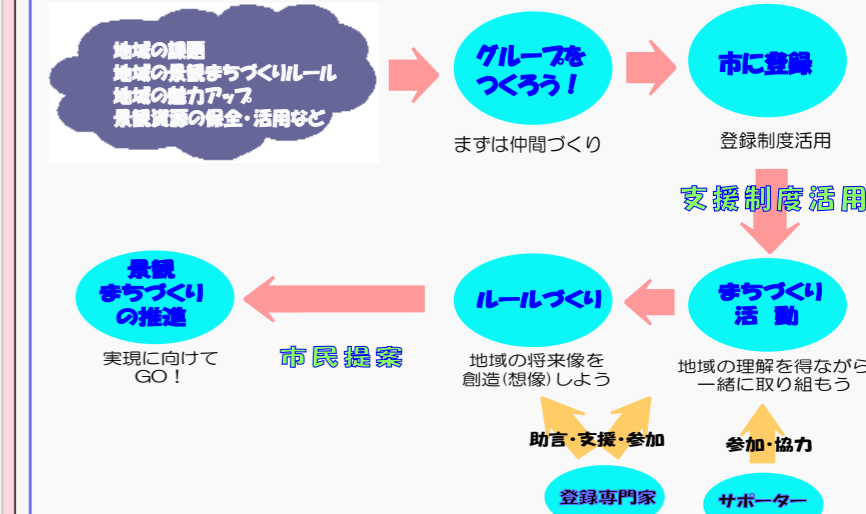 地域の課題
地域の景観まちづくりルール
地域の魅力アップ
景観資源の保全・活用など
グループを
つくろう！
まずは仲間づくり
市に登録
登録制度活用
支援制度活用
まちづくり
活 動
地域の理解を得ながら
一緒に取り組もう
ルールづくり
地域の将来像を
創造(想像)しよう
市民提案
景観
まちづくり
の推進
実現に向けて
GO！
助言・支援・参加
登録専門家
参加・協力
サポーター